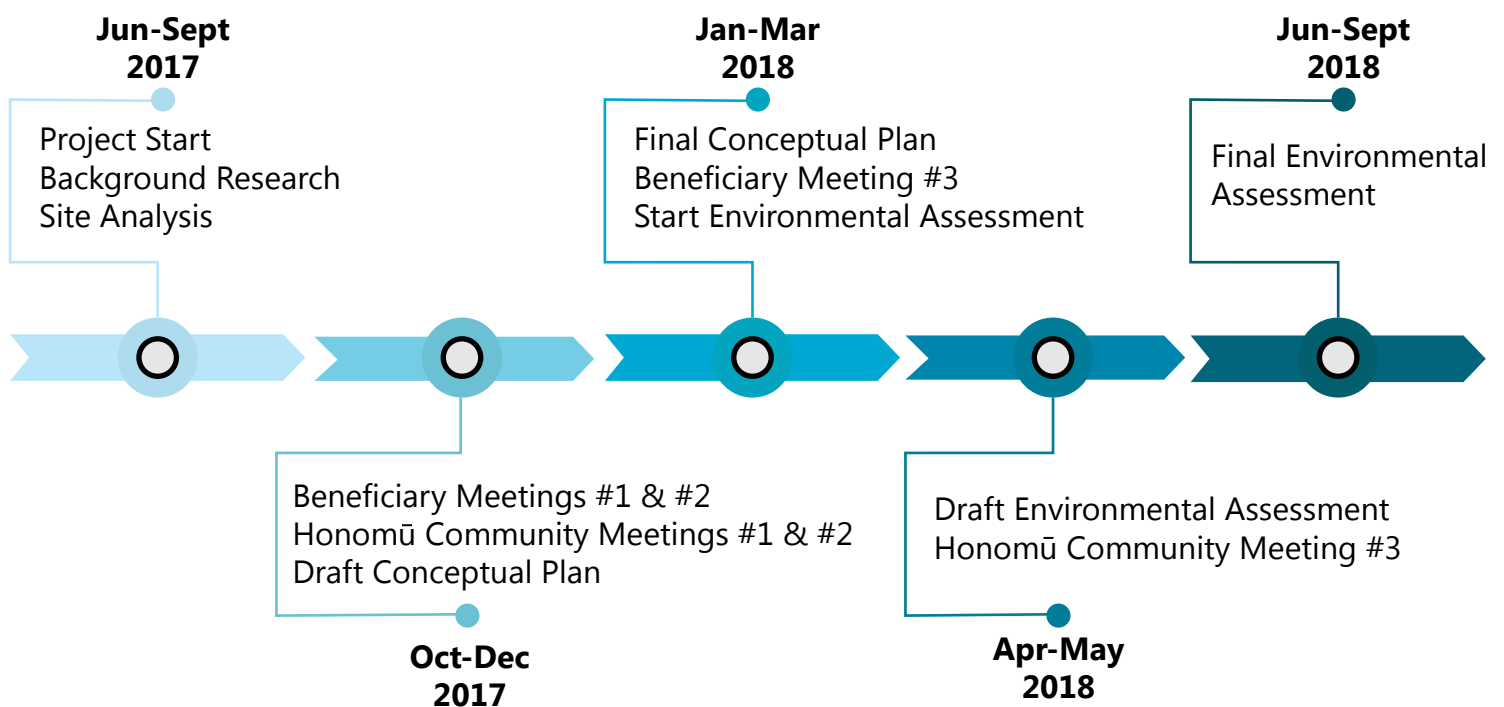 Jun-Sept
2017
Project Start
Background Research
Site Analysis
Beneficiary Meetings #1 & #2
Honomū Community Meetings #1 & #2
Draft Conceptual Plan
Oct-Dec
2017
Jan-Mar
2018
Final Conceptual Plan
Beneficiary Meeting #3
Start Environmental Assessment
Draft Environmental Assessment
Honomū Community Meeting #3
Apr-May
2018
Jun-Sept
2018
Final Environmental
Assessment